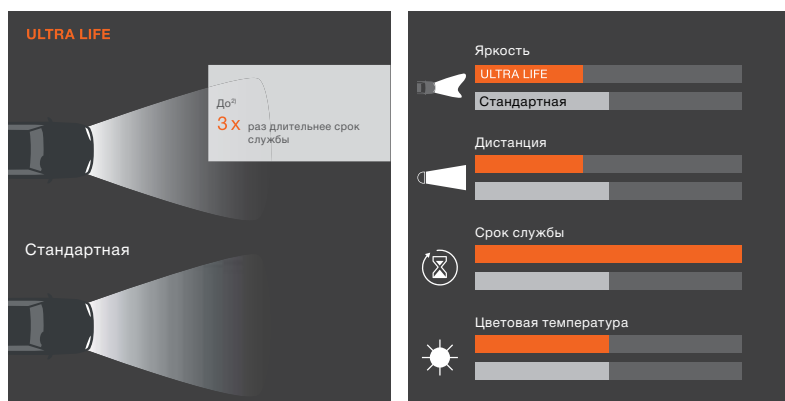 ULTRA LIFE
До²⁾
3 x раз длительнее срок
службы
Стандартная
Яркость
ULTRA LIFE
Стандартная
Дистанция
Срок службы
Цветовая температура